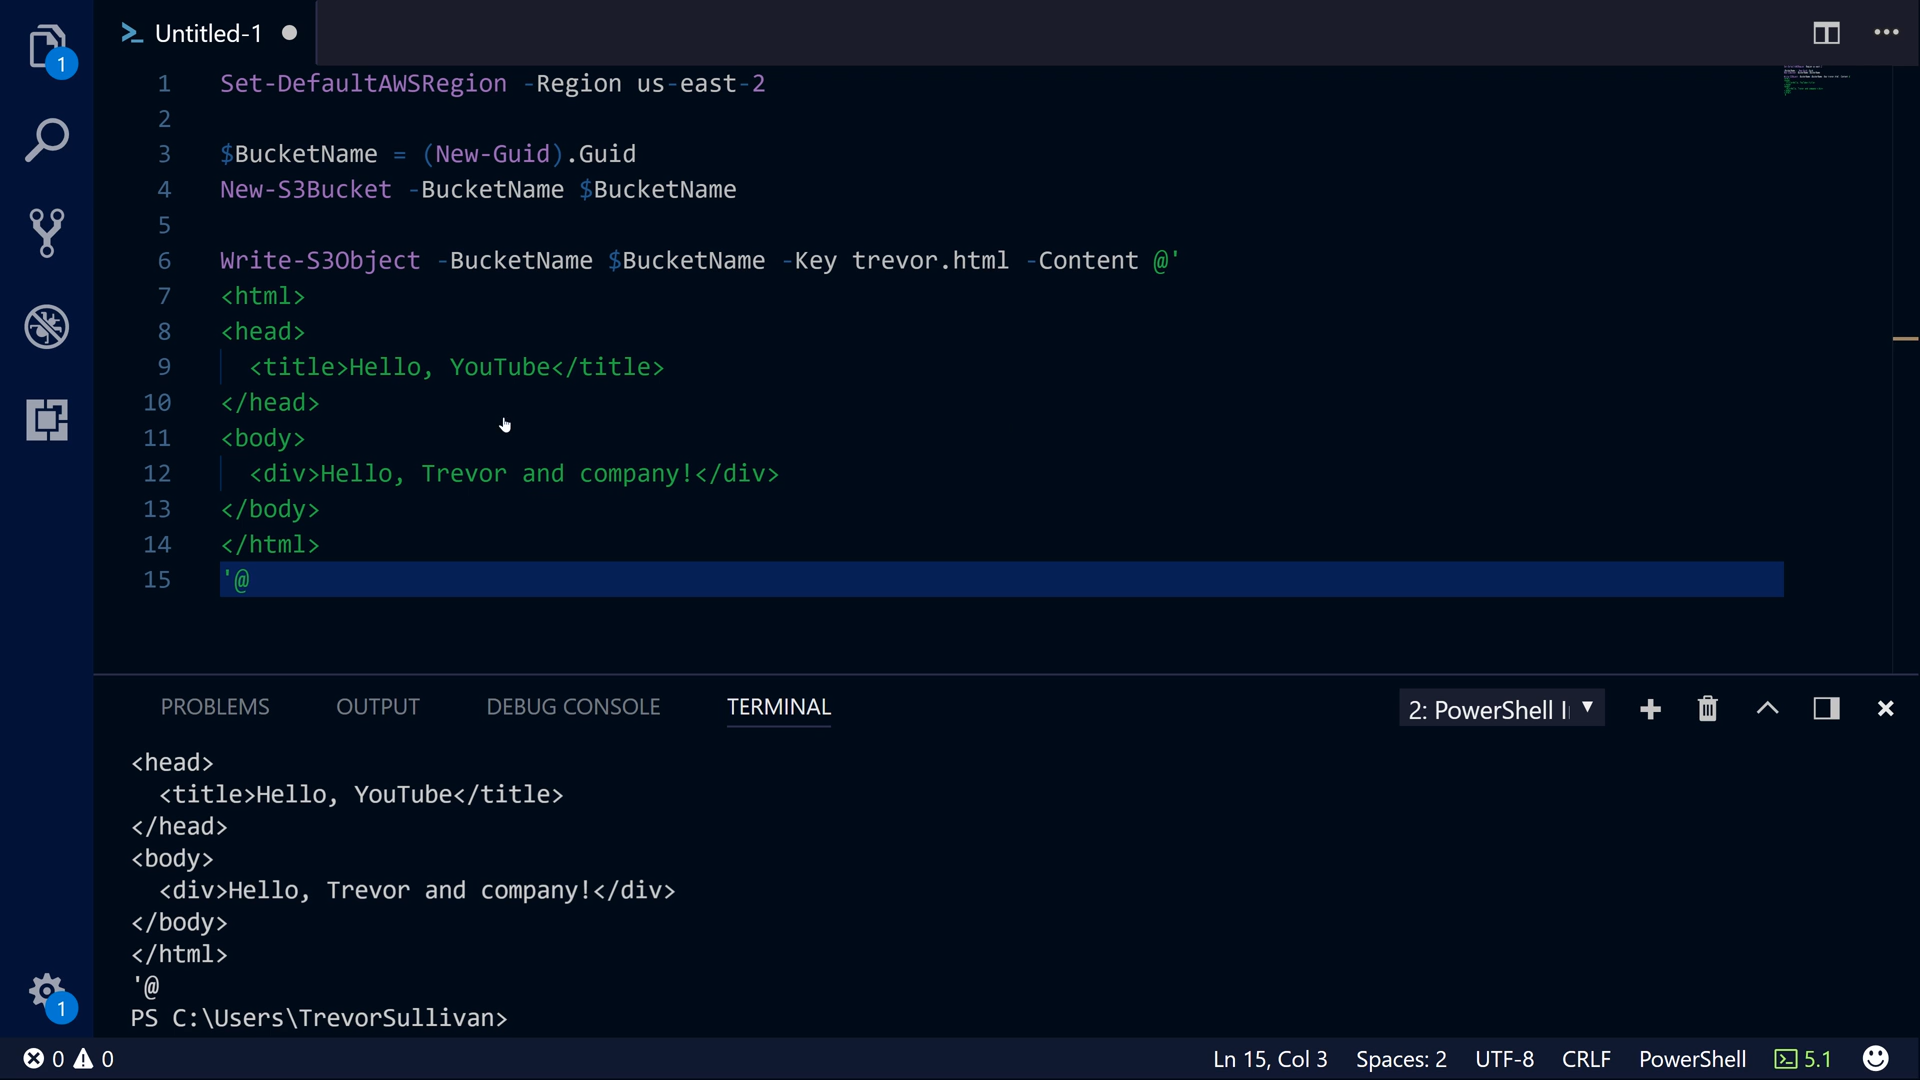 1
Untitled-1
1 Set-DefaultAWSRegion -Region us-east-2
2
3 $BucketName = (New-Guid).Guid
4 New-S3Bucket -BucketName $BucketName
5
6 Write-S3Object -BucketName $BucketName -Key trevor.html -Content @'
7 <html>
8 <head>
9 <title>Hello, YouTube</title>
10 </head>
11 <body>
12 <div>Hello, Trevor and company!</div>
13 </body>
14 </html>
15 '@
PROBLEMS OUTPUT DEBUG CONSOLE TERMINAL 2: PowerShell
<head>
<title>Hello, YouTube</title>
</head>
<body>
<div>Hello, Trevor and company!</div>
</body>
</html>
'@
PS C:\Users\TrevorSullivan>
1
0 0 Ln 15, Col 3 Spaces: 2 UTF-8 CRLF PowerShell 5.1